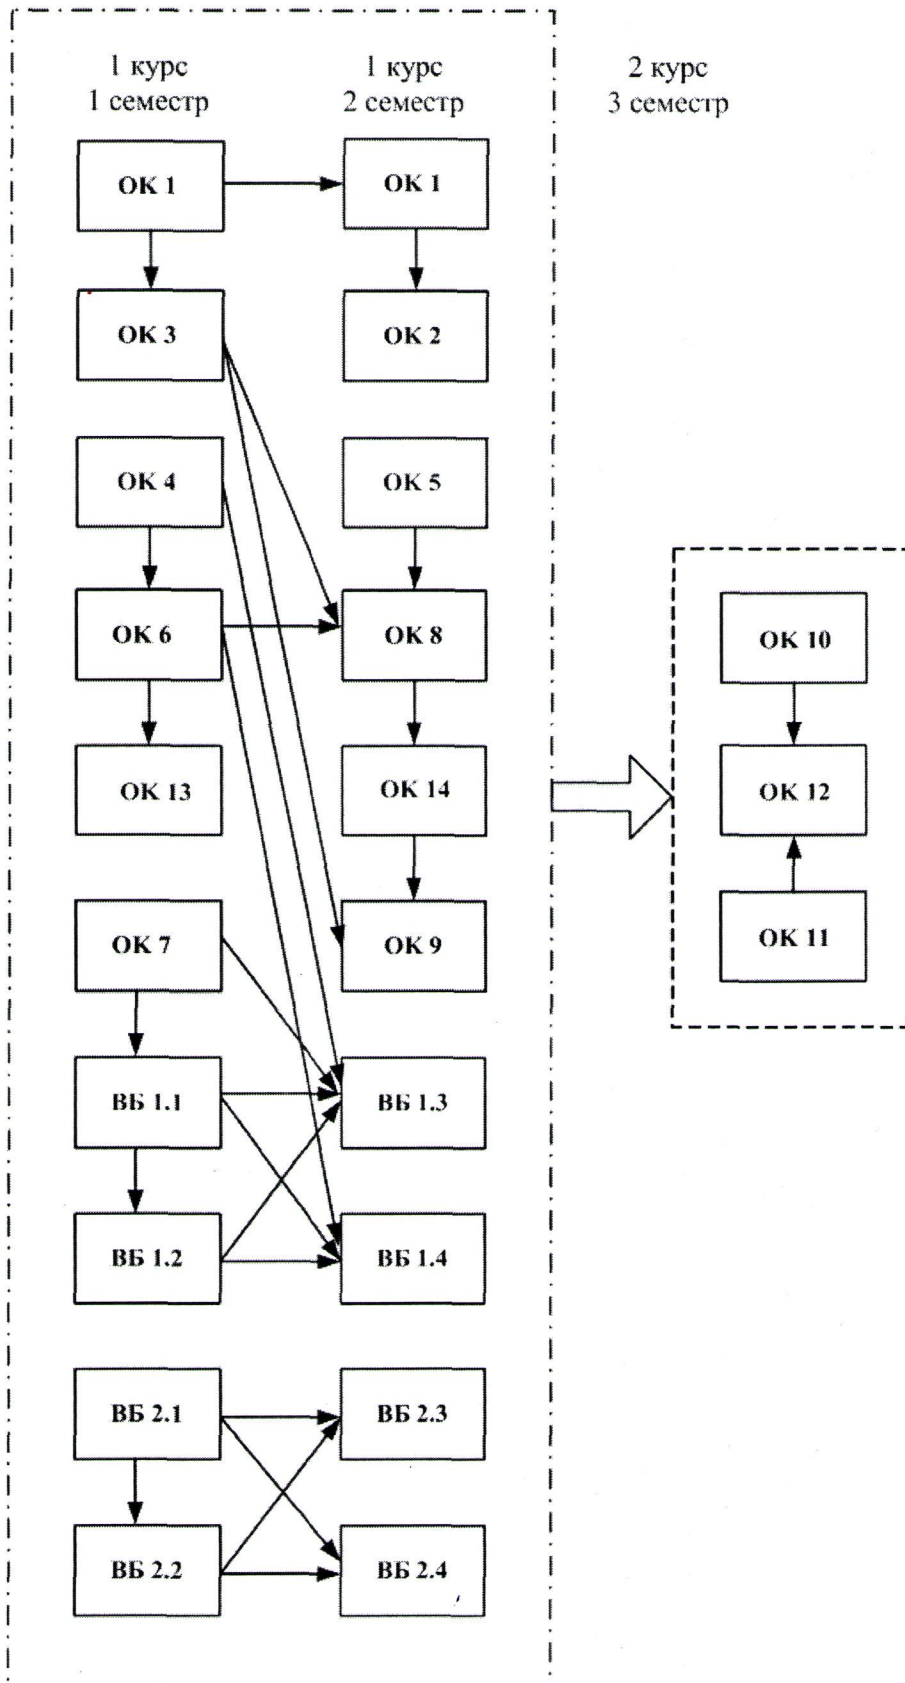 1 курс
1 семестр
1 курс
2 семестр
2 курс
3 семестр
ОК 1
ОК 1
ОК 3
ОК 2
ОК 4
ОК 5
ОК 6
ОК 8
ОК 10
ОК 13
ОК 14
ОК 12
ОК 7
ОК 9
ОК 11
ВБ 1.1
ВБ 1.3
ВБ 1.2
ВБ 1.4
ВБ 2.1
ВБ 2.3
ВБ 2.2
ВБ 2.4